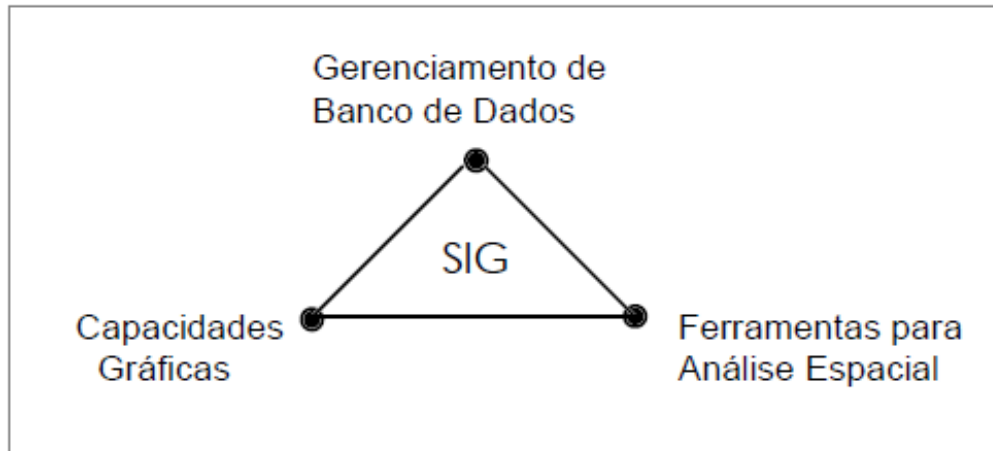 Gerenciamento de
Banco de Dados
SIG
Capacidades
Gráficas
Ferramentas para
Análise Espacial